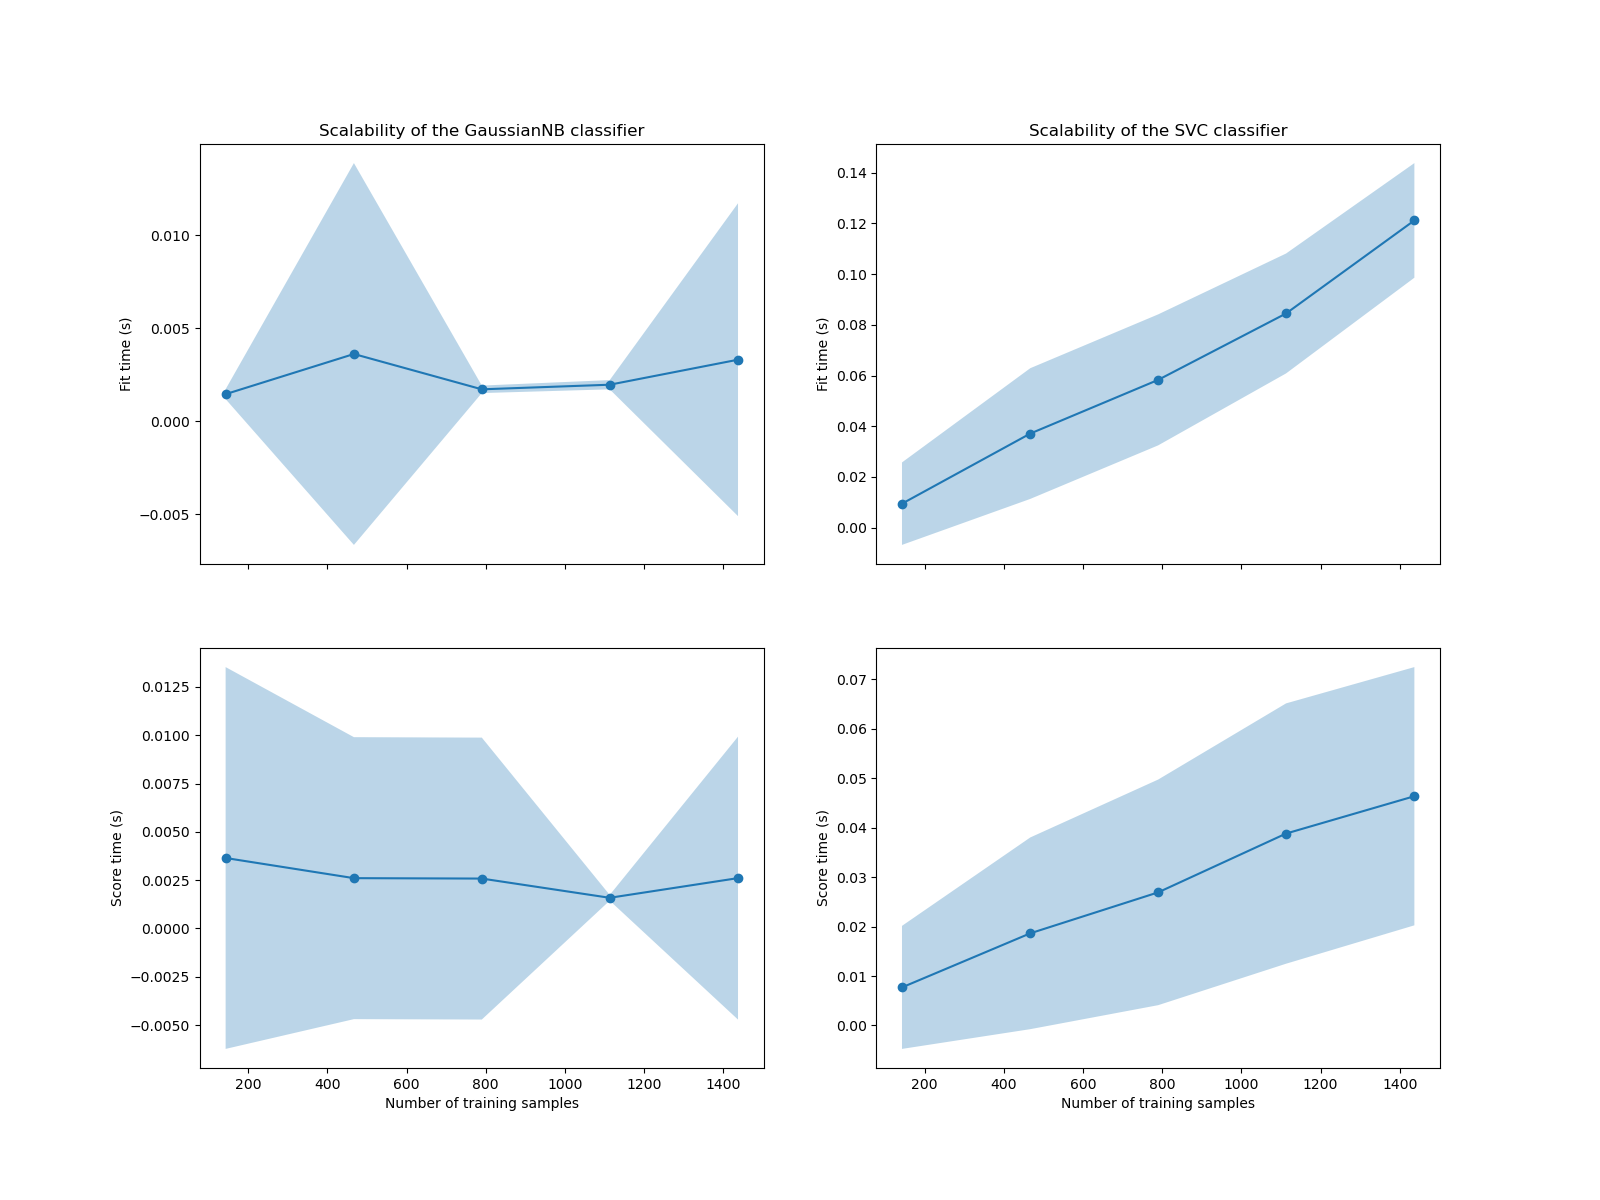 Scalability of the GaussianNB classifier
Fit time (s)
0.010
0.005
0.000
−0.005
Scalability of the SVC classifier
Fit time (s)
0.14
0.12
0.10
0.08
0.06
0.04
0.02
0.00
Score time (s)
0.0125
0.0100
0.0075
0.0050
0.0025
0.0000
−0.0025
−0.0050
200 400 600 800 1000 1200 1400
Number of training samples
Score time (s)
0.07
0.06
0.05
0.04
0.03
0.02
0.01
0.00
200 400 600 800 1000 1200 1400
Number of training samples